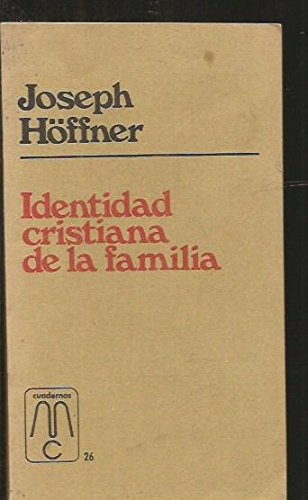 Joseph
Höffner
Identidad
cristiana
de la familia
cuadernos
MC
26